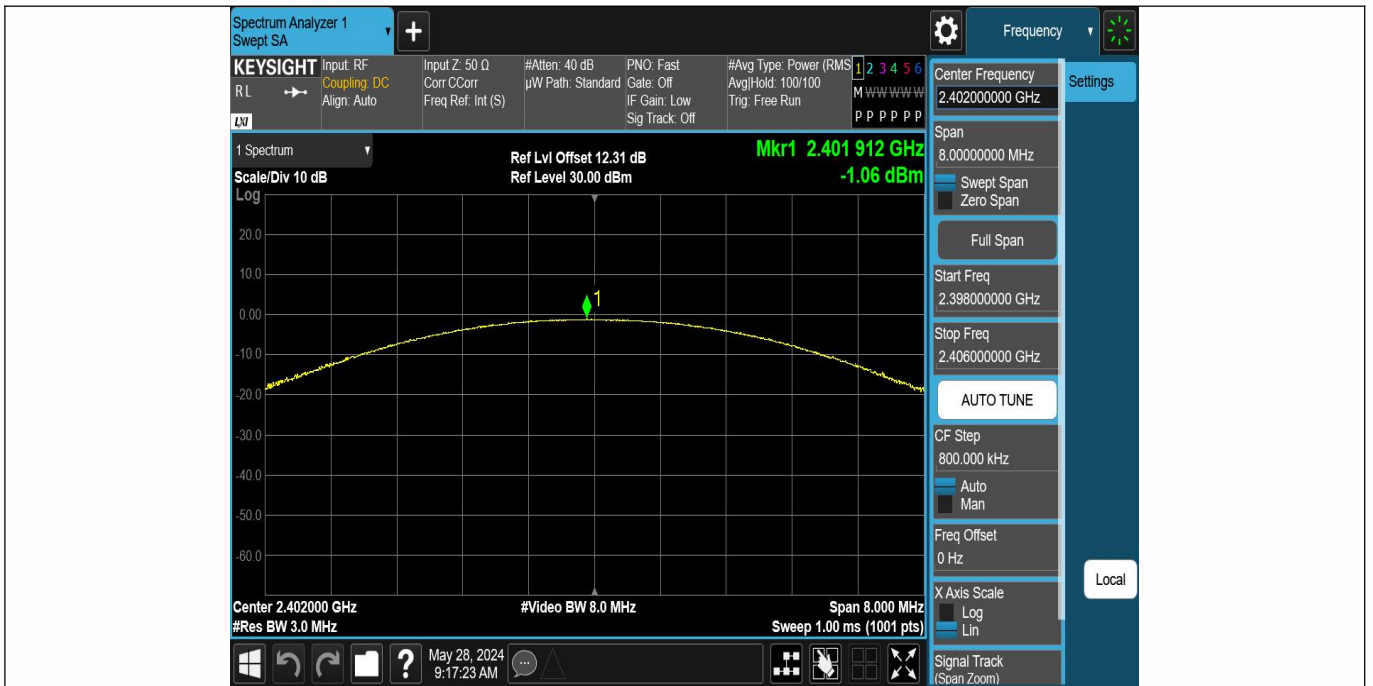 Spectrum Analyzer 1
Swept SA
+
Frequency
KEYSIGHT
RL
LXI
Input: RF
Coupling: DC
Align: Auto
Input Z: 50 Ω
Corr CCorr
Freq Ref: Int (S)
#Atten: 40 dB
µW Path: Standard
PNO: Fast
Gate: Off
IF Gain: Low
Sig Track: Off
#Avg Type: Power (RMS
Avg|Hold: 100/100
Trig: Free Run
1 2 3 4 5 6
M W W W W W
P P P P P P
1 Spectrum
Scale/Div 10 dB
Log
Ref Lvl Offset 12.31 dB
Ref Level 30.00 dBm
Mkr1 2.401 912 GHz
-1.06 dBm
20.0
10.0
0.00
-10.0
-20.0
-30.0
-40.0
-50.0
-60.0
1
Center 2.402000 GHz
#Res BW 3.0 MHz
#Video BW 8.0 MHz
Span 8.000 MHz
Sweep 1.00 ms (1001 pts)
?
May 28, 2024
9:17:23 AM
Center Frequency
2.402000000 GHz
Settings
Span
8.00000000 MHz
Swept Span
Zero Span
Full Span
Start Freq
2.398000000 GHz
Stop Freq
2.406000000 GHz
AUTO TUNE
CF Step
800.000 kHz
Auto
Man
Freq Offset
0 Hz
X Axis Scale
Log
Lin
Signal Track
(Span Zoom)
Local